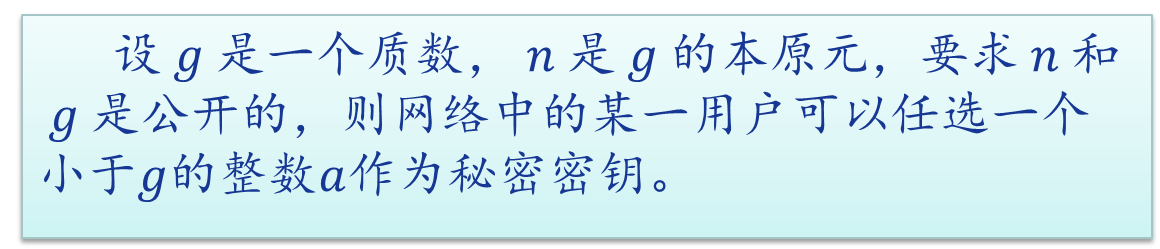 设 g 是一个质数， n 是 g 的本原元，要求 n 和
g 是公开的，则网络中的某一用户可以任选一个
小于g的整数a作为秘密密钥。